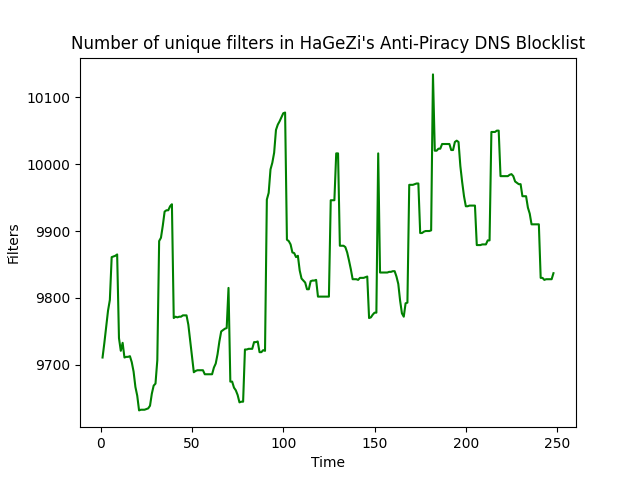 Number of unique filters in HaGeZi's Anti-Piracy DNS Blocklist
10100
10000
9900
9800
9700
Filters
0 50 100 150 200 250
Time